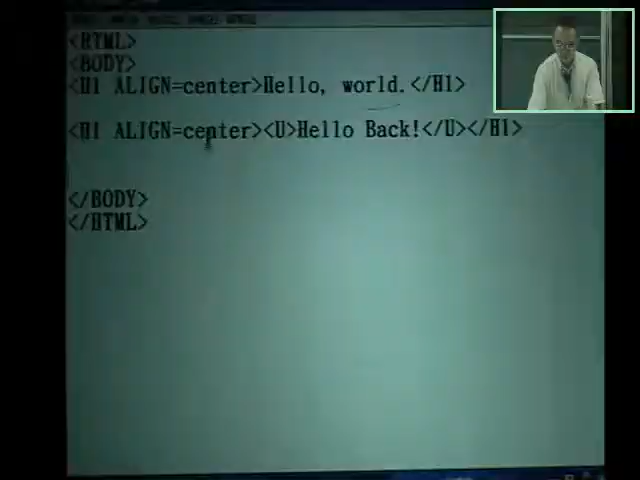 <HTML>
<BODY>
<H1 ALIGN=center>Hello, world.</H1>
<H1 ALIGN=center><U>Hello Back!</U></H1>
</BODY>
</HTML>